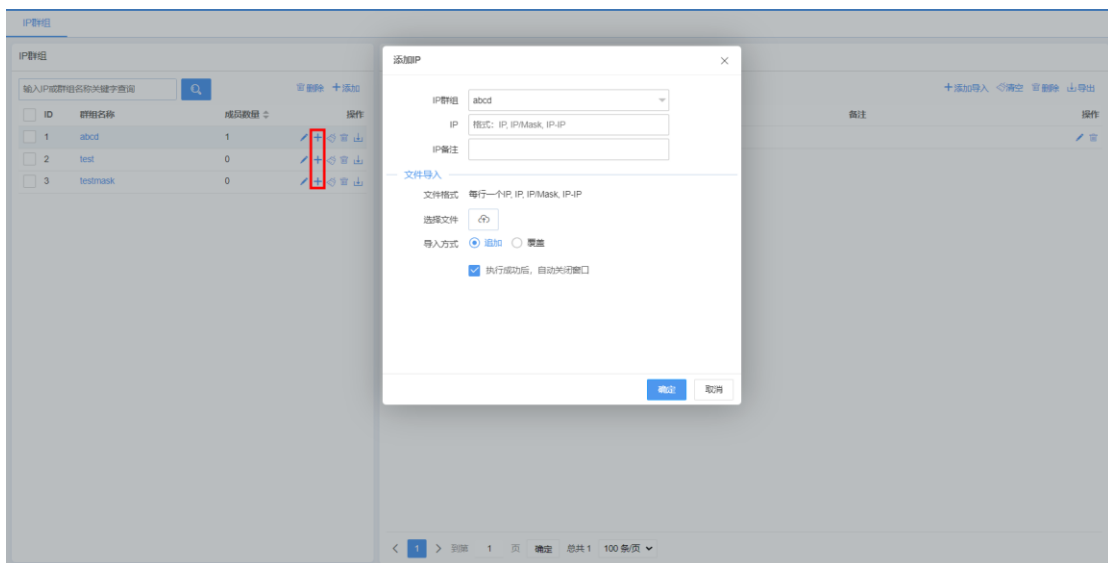 IP群组
IP群组
输入IP或群组名称关键字查询
删除 添加
ID 群组名称 成员数量 操作
1 abcd 1
2 test 0
3 testmask 0
添加导入 清空 删除 导出
备注 操作
添加IP
IP群组 abcd
IP 格式: IP, IP/Mask, IP-IP
IP备注
文件导入
文件格式 每行一个IP, IP, IP/Mask, IP-IP
选择文件
导入方式 追加 覆盖
执行成功后，自动关闭窗口
确定 取消
1 到第 1 页 确定 总共 1 100 条/页